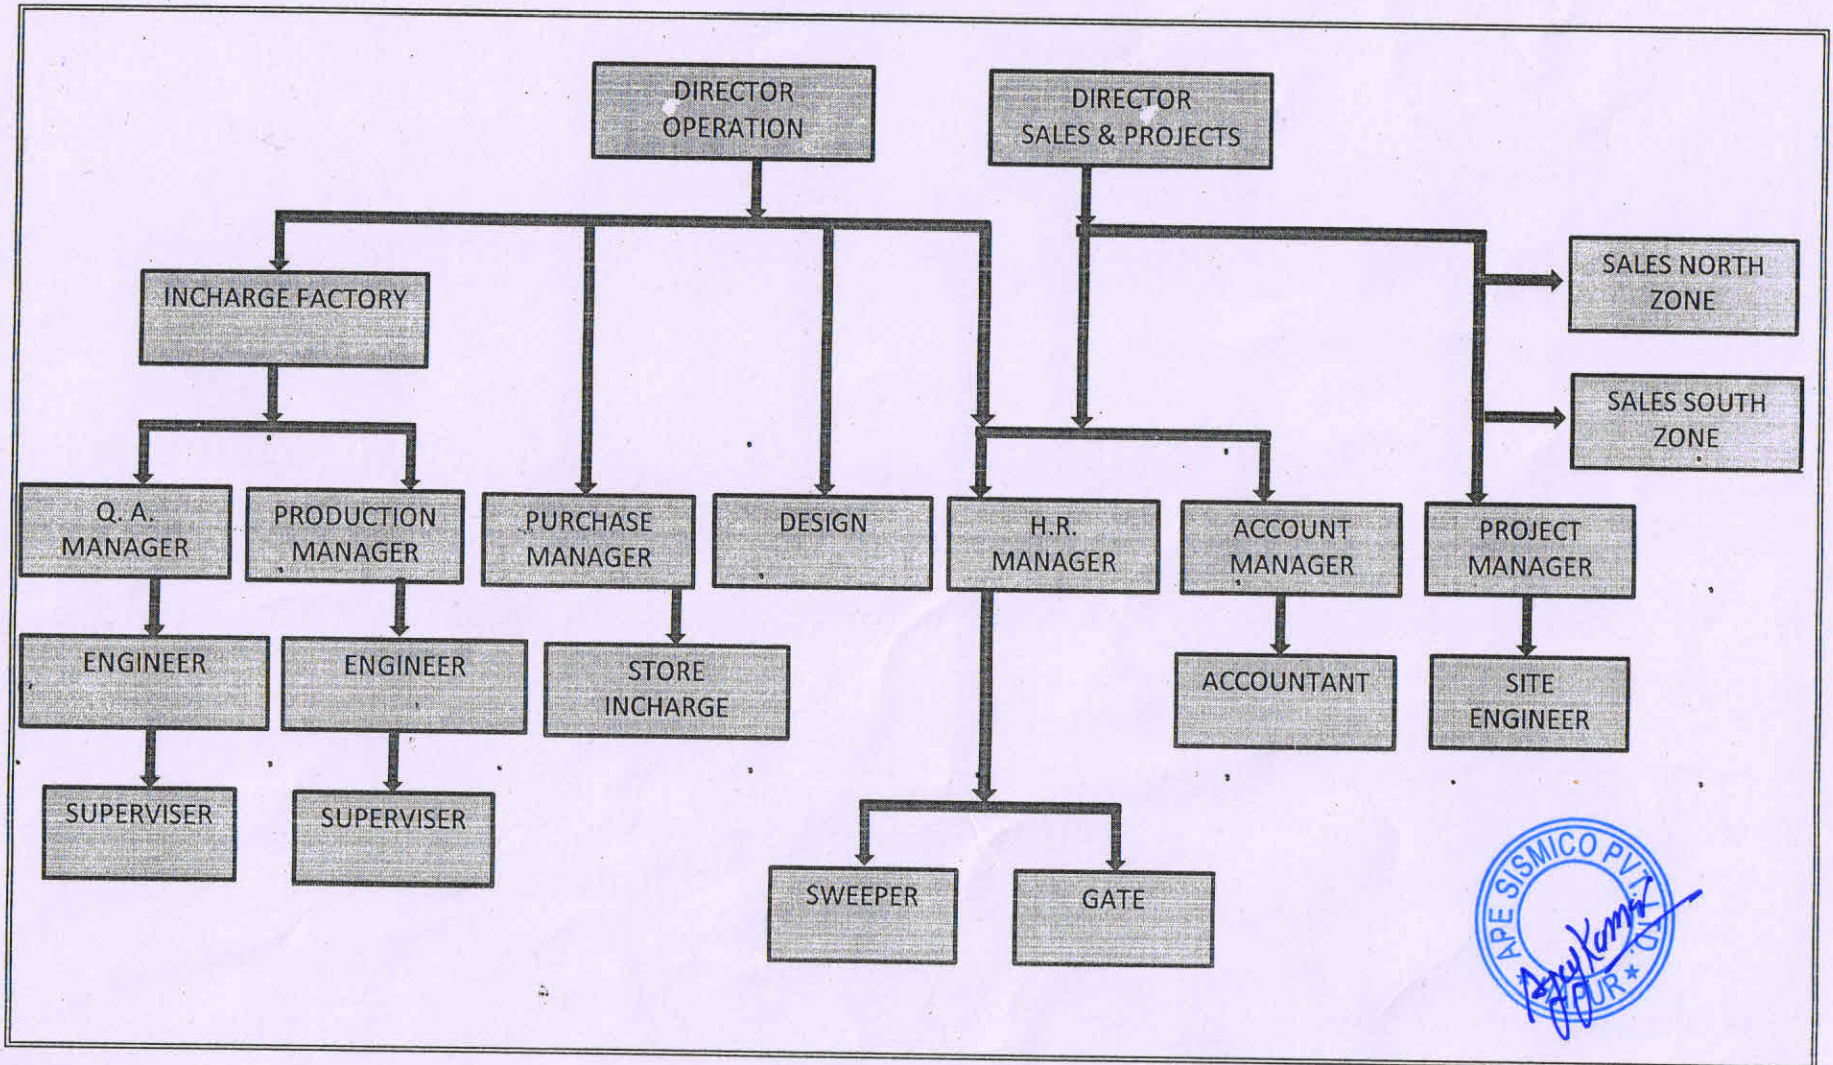 DIRECTOR
OPERATION
DIRECTOR
SALES & PROJECTS
INCHARGE FACTORY
SALES NORTH
ZONE
SALES SOUTH
ZONE
Q. A.
MANAGER
PRODUCTION
MANAGER
PURCHASE
MANAGER
DESIGN
H.R.
MANAGER
ACCOUNT
MANAGER
PROJECT
MANAGER
ENGINEER
ENGINEER
STORE
INCHARGE
ACCOUNTANT
SITE
ENGINEER
SUPERVISER
SUPERVISER
SWEEPER
GATE
APE SISMICO PVT. LTD.